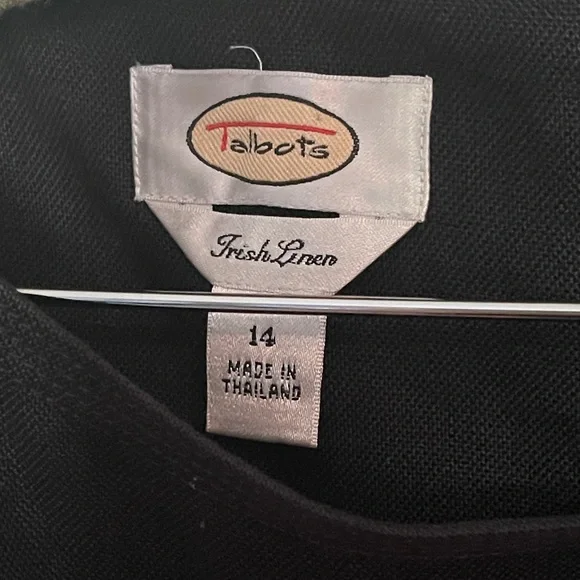 Talbots
Irish Linen
14
MADE IN
THAILAND